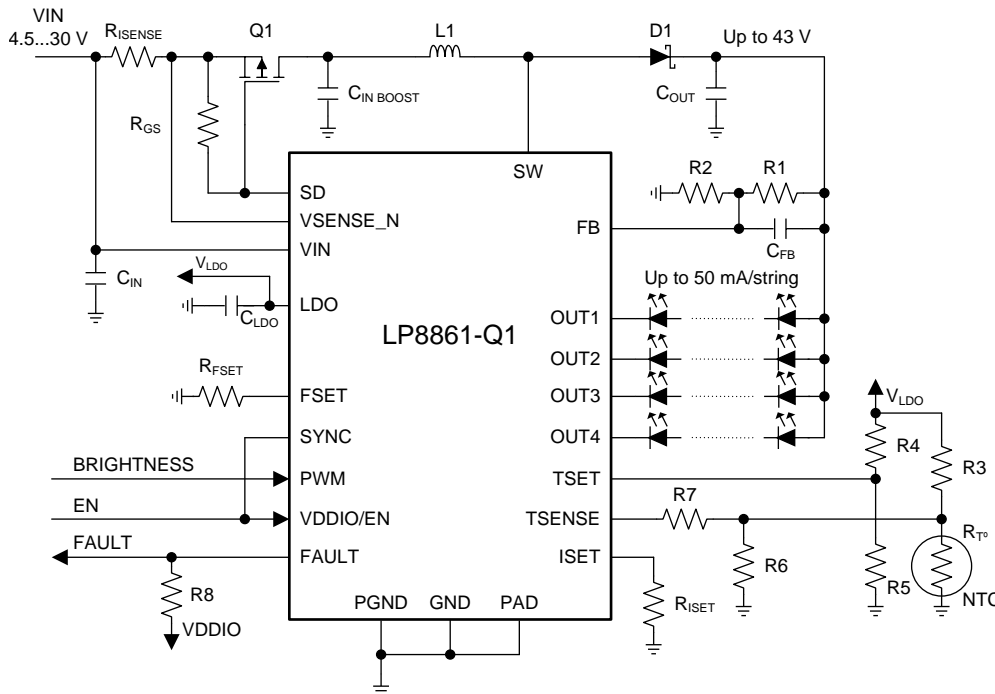 VIN
4.5...30 V
RISENSE
Q1
L1
D1
Up to 43 V
CIN BOOST
COUT
RGS
SW
R2
R1
SD
VSENSE_N
FB
VIN
CFB
CIN
VLDO
Up to 50 mA/string
LDO
CLDO
OUT1
LP8861-Q1
OUT2
RFSET
FSET
OUT3
VLDO
SYNC
OUT4
R4
R3
BRIGHTNESS
PWM
TSET
R7
EN
VDDIO/EN
TSENSE
RT°
FAULT
FAULT
ISET
R6
R8
R5
NTC
PGND
GND
PAD
RISET
VDDIO